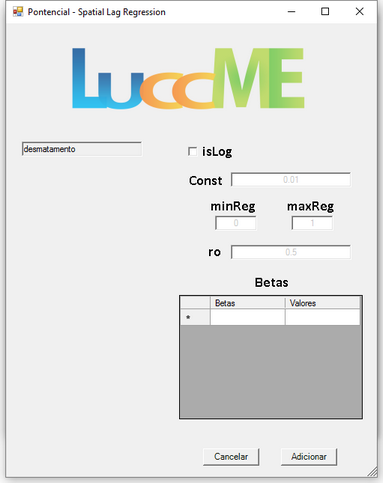 Pontencial - Spatial Lag Regression
LuccME
desmatamento
isLog
Const 0.01
minReg maxReg
0 1
ro 0.5
Betas
Betas Valores
*
Cancelar Adicionar